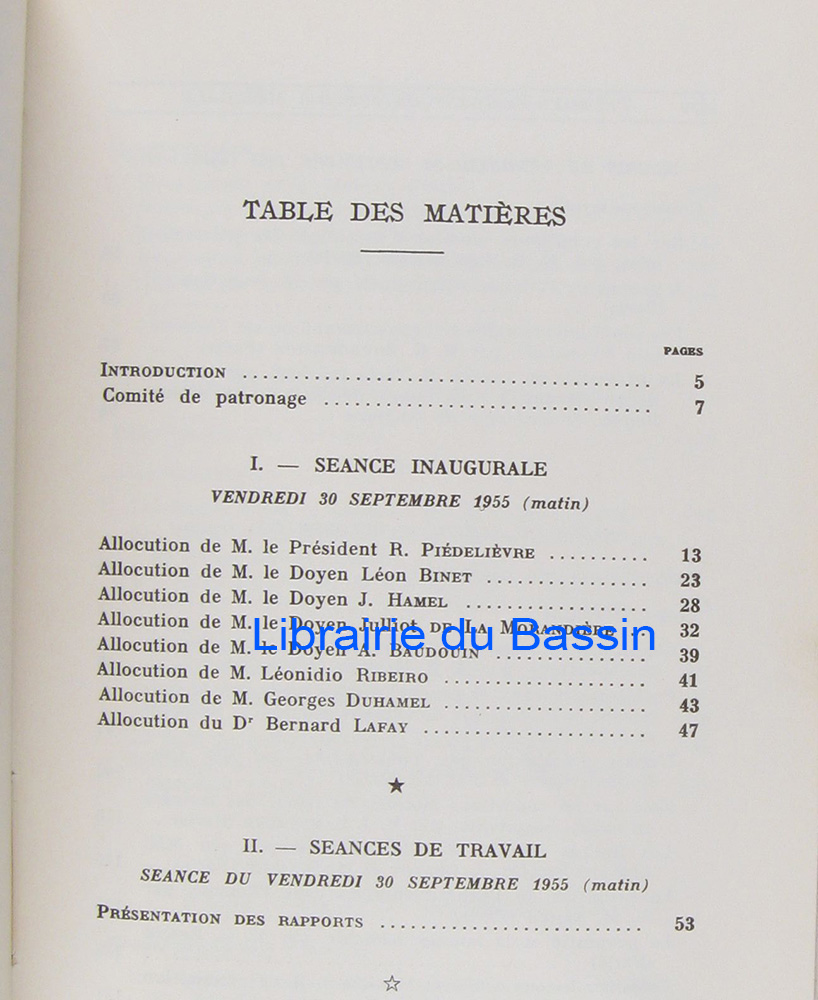 TABLE DES MATIÈRES
PAGES
INTRODUCTION ........................................ 5
Comité de patronage ................................ 7
I. — SEANCE INAUGURALE
VENDREDI 30 SEPTEMBRE 1955 (matin)
Allocution de M. le Président R. PIÉDELIÈVRE .......... 13
Allocution de M. le Doyen Léon BINET ................ 23
Allocution de M. le Doyen J. HAMEL .................. 28
Allocution de M. le Doyen Julliot DE LA MORANDIÈRE .. 32
Librairie du Bassin
Allocution de M. le Doyen A. BAUDOUIN ............... 39
Allocution de M. Léonidio RIBEIRO .................... 41
Allocution de M. Georges DUHAMEL .................... 43
Allocution du Dr Bernard LAFAY ...................... 47
★
II. — SEANCES DE TRAVAIL
SEANCE DU VENDREDI 30 SEPTEMBRE 1955 (matin)
PRÉSENTATION DES RAPPORTS .......................... 53
☆